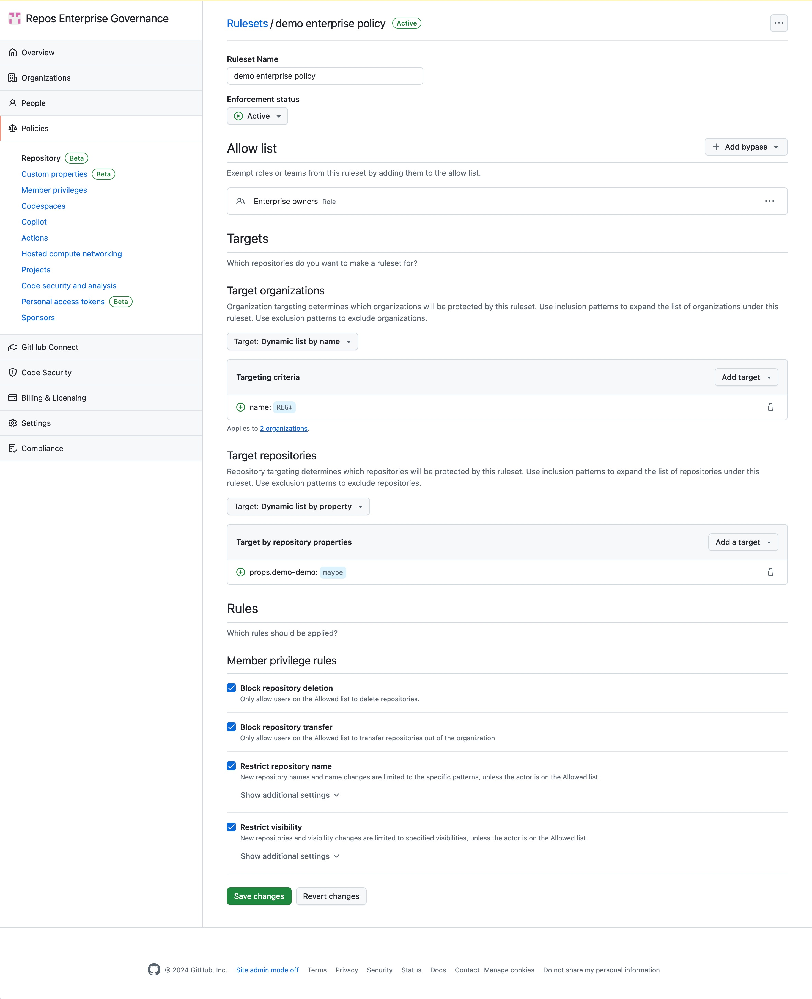 Repos Enterprise Governance
Overview
Organizations
People
Policies
Repository Beta
Custom properties Beta
Member privileges
Codespaces
Copilot
Actions
Hosted compute networking
Projects
Code security and analysis
Personal access tokens Beta
Sponsors
GitHub Connect
Code Security
Billing & Licensing
Settings
Compliance
Rulesets / demo enterprise policy Active
Ruleset Name
demo enterprise policy
Enforcement status
Active
Allow list
Add bypass
Exempt roles or teams from this ruleset by adding them to the allow list.
Enterprise owners Role
Targets
Which repositories do you want to make a ruleset for?
Target organizations
Organization targeting determines which organizations will be protected by this ruleset. Use inclusion patterns to expand the list of organizations under this
ruleset. Use exclusion patterns to exclude organizations.
Target: Dynamic list by name
Targeting criteria
Add target
name: REG*
Applies to 2 organizations.
Target repositories
Repository targeting determines which repositories will be protected by this ruleset. Use inclusion patterns to expand the list of repositories under this
ruleset. Use exclusion patterns to exclude repositories.
Target: Dynamic list by property
Target by repository properties
Add a target
props.demo-demo: maybe
Rules
Which rules should be applied?
Member privilege rules
Block repository deletion
Only allow users on the Allowed list to delete repositories.
Block repository transfer
Only allow users on the Allowed list to transfer repositories out of the organization
Restrict repository name
New repository names and name changes are limited to the specific patterns, unless the actor is on the Allowed list.
Show additional settings
Restrict visibility
New repositories and visibility changes are limited to specified visibilities, unless the actor is on the Allowed list.
Show additional settings
Save changes
Revert changes
© 2024 GitHub, Inc. Site admin mode off Terms Privacy Security Status Docs Contact Manage cookies Do not share my personal information